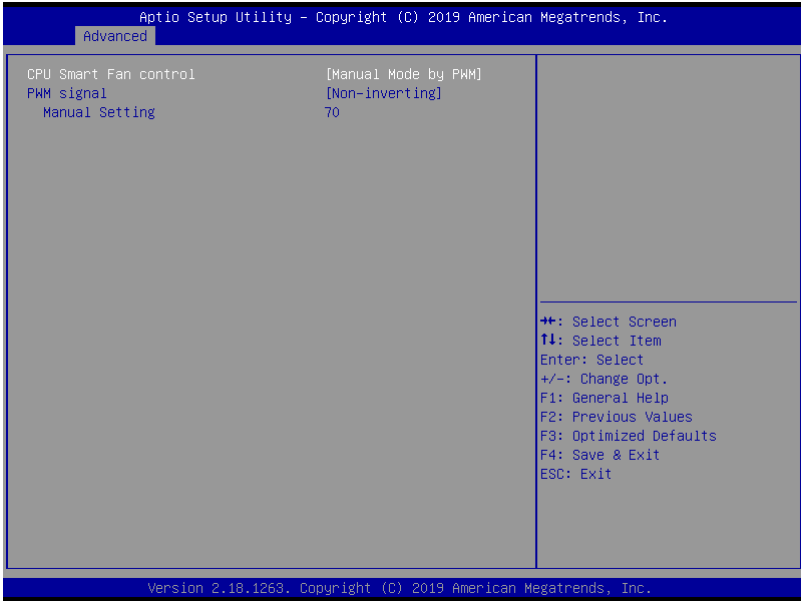 Aptio Setup Utility – Copyright (C) 2019 American Megatrends, Inc.
Advanced
CPU Smart Fan control [Manual Mode by PWM]
PWM signal [Non-inverting]
Manual Setting 70
→←: Select Screen
↑↓: Select Item
Enter: Select
+/-: Change Opt.
F1: General Help
F2: Previous Values
F3: Optimized Defaults
F4: Save & Exit
ESC: Exit
Version 2.18.1263. Copyright (C) 2019 American Megatrends, Inc.